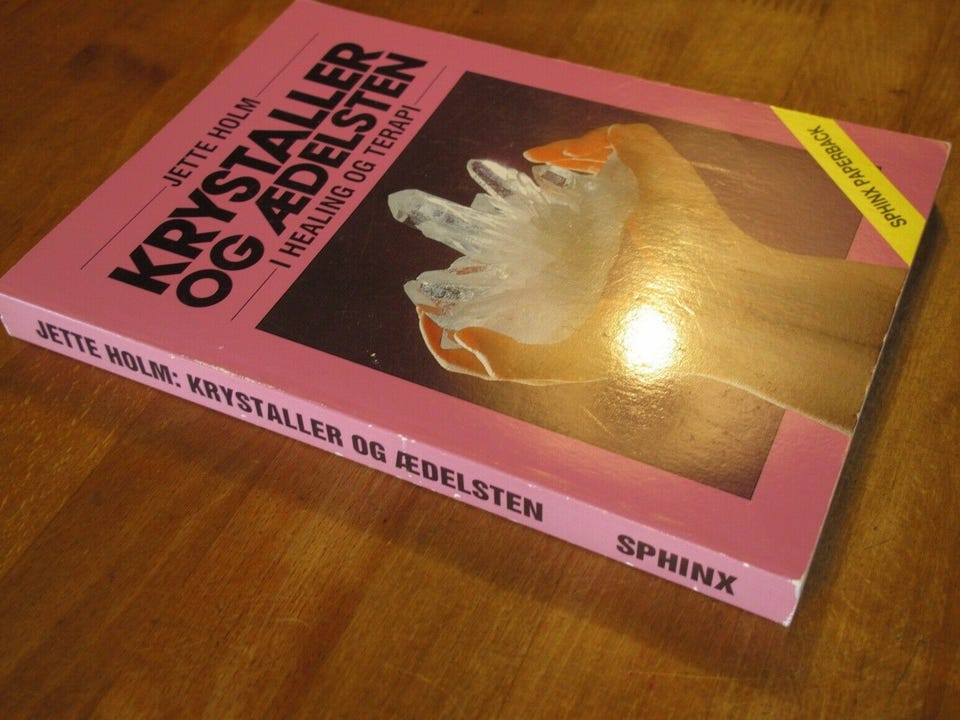 JETTE HOLM
KRYSTALLER
OG ÆDELSTEN
I HEALING OG TERAPI
SPHINX PAPERBACK
JETTE HOLM: KRYSTALLER OG ÆDELSTEN SPHINX